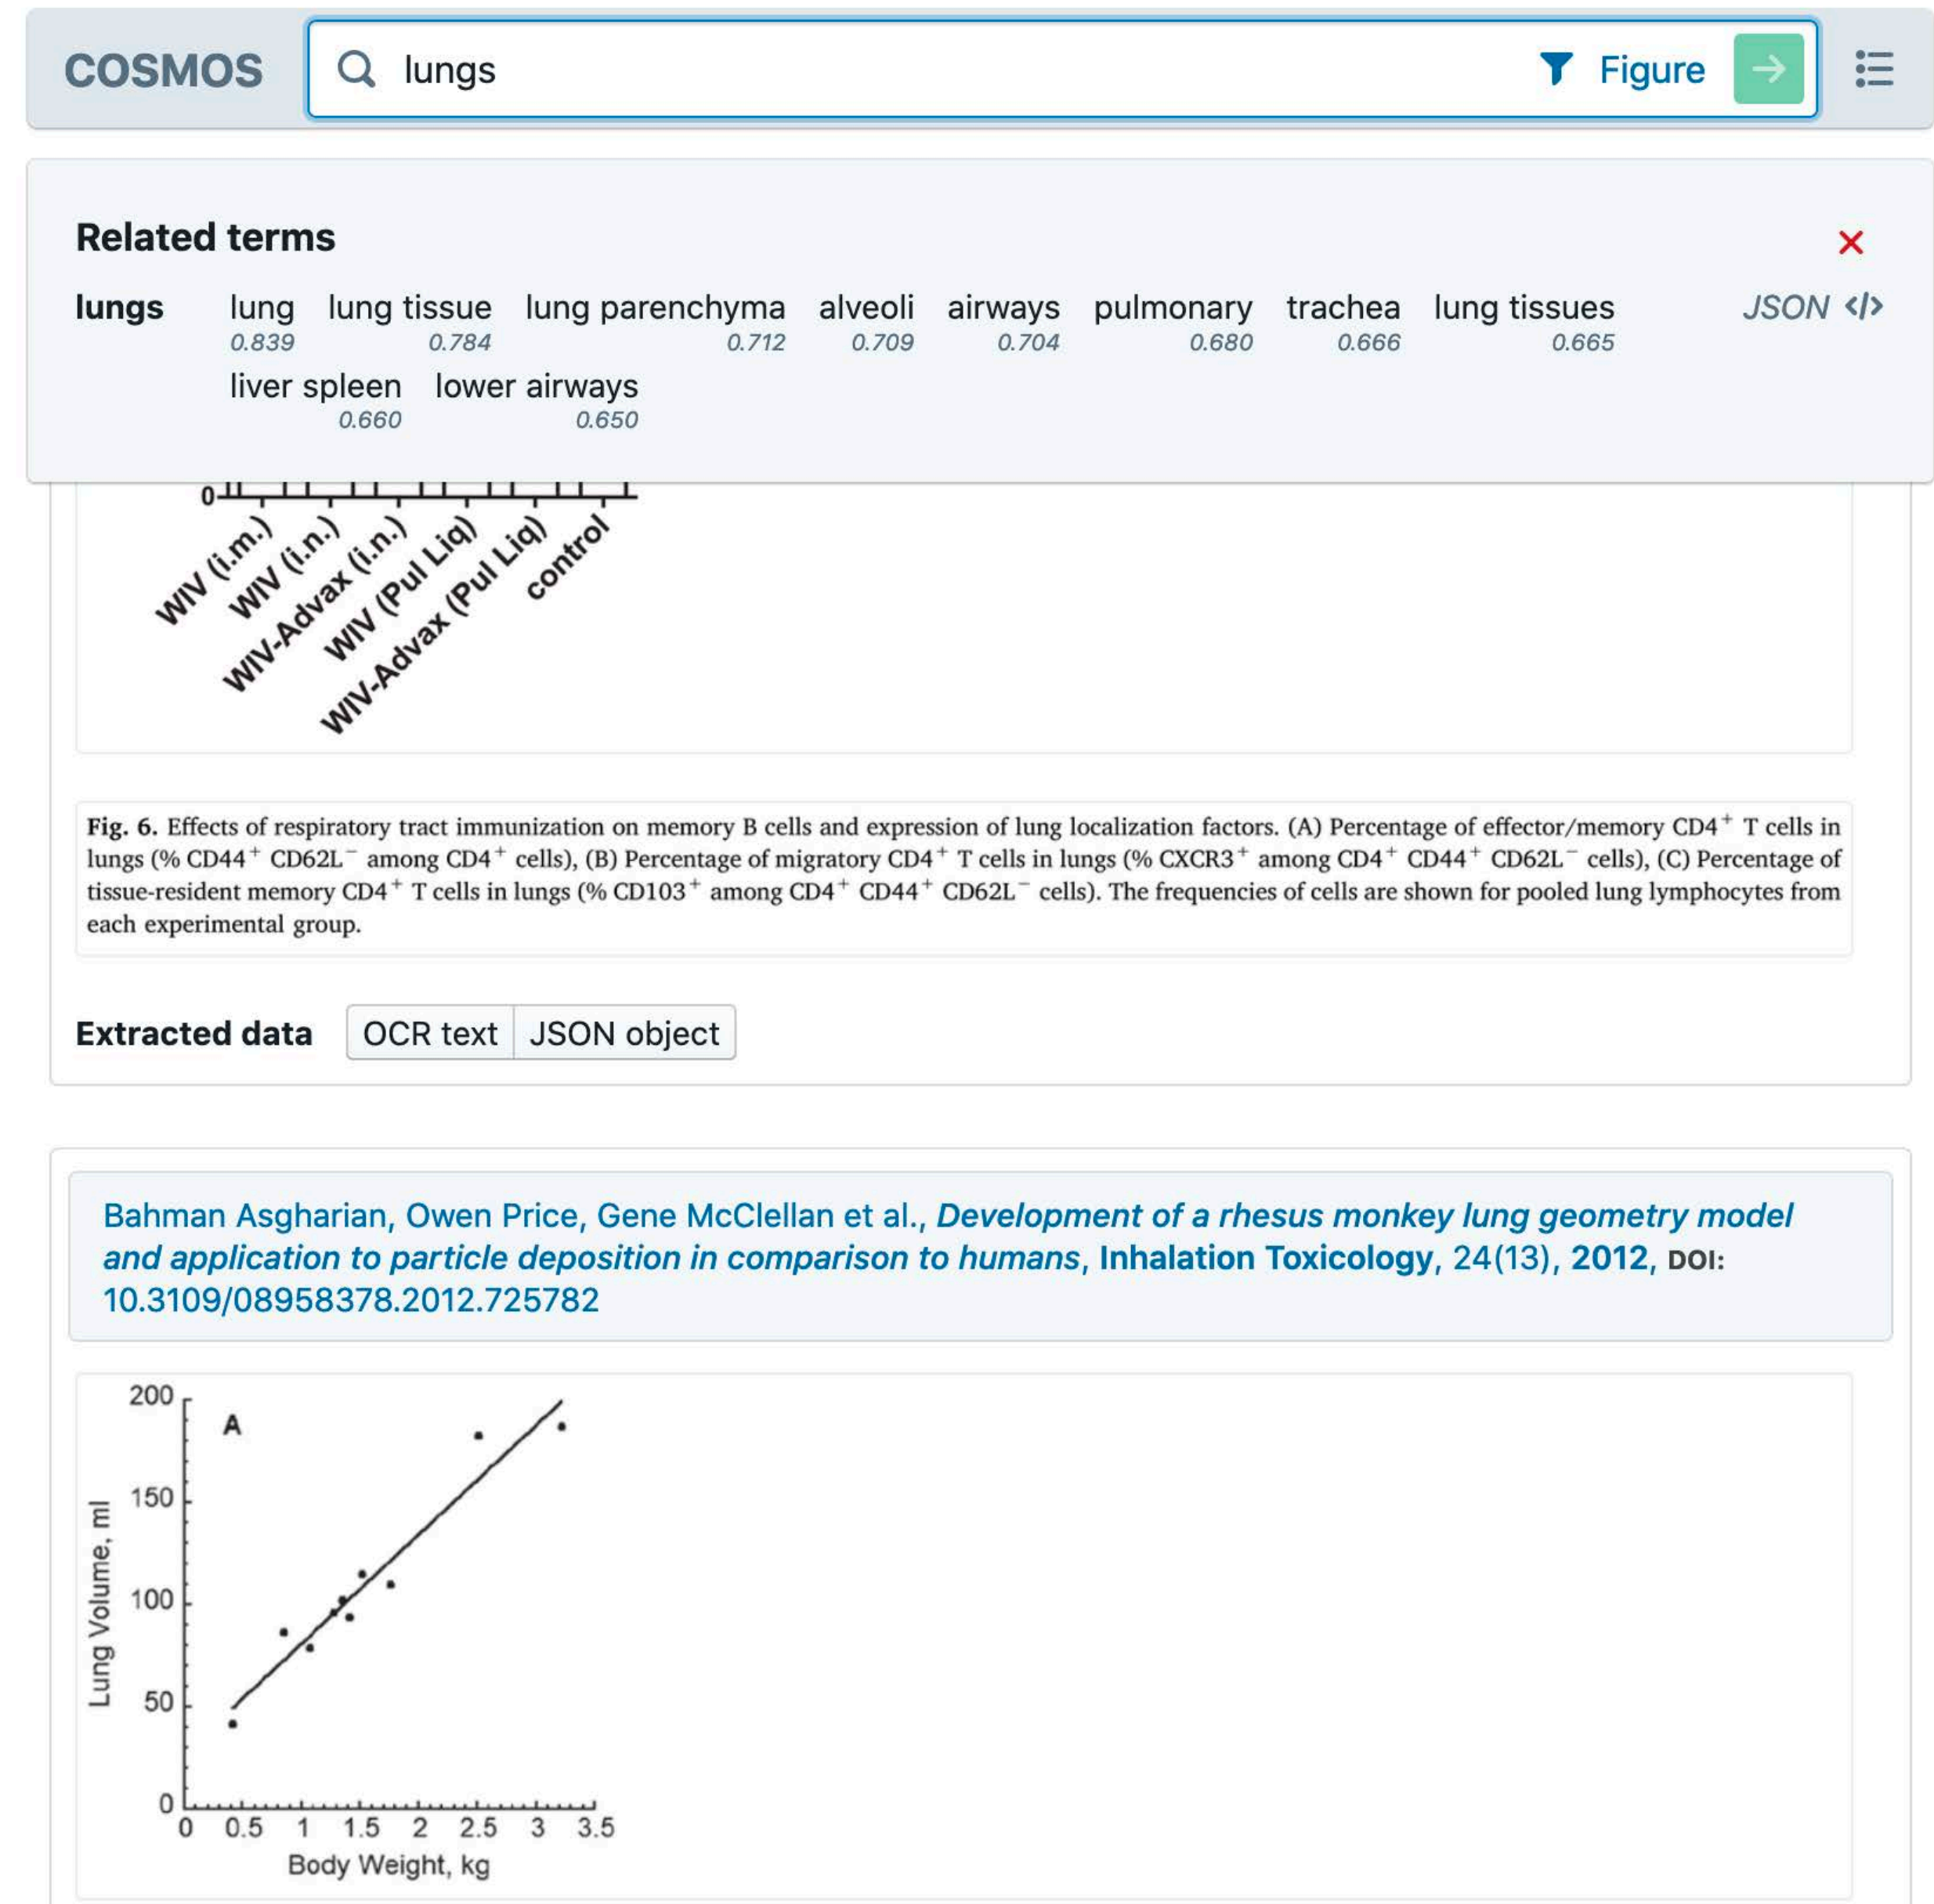 COSMOS lungs Figure
Related terms
lungs lung lung tissue lung parenchyma alveoli airways pulmonary trachea lung tissues JSON </>
0.839 0.784 0.712 0.709 0.704 0.680 0.666 0.665
liver spleen lower airways
0.660 0.650
0
WIV (i.m.)
WIV (i.n.)
WIV-Advax (i.n.)
WIV (Pul Liq)
WIV-Advax (Pul Liq)
control
Fig. 6. Effects of respiratory tract immunization on memory B cells and expression of lung localization factors. (A) Percentage of effector/memory CD4⁺ T cells in
lungs (% CD44⁺ CD62L⁻ among CD4⁺ cells), (B) Percentage of migratory CD4⁺ T cells in lungs (% CXCR3⁺ among CD4⁺ CD44⁺ CD62L⁻ cells), (C) Percentage of
tissue-resident memory CD4⁺ T cells in lungs (% CD103⁺ among CD4⁺ CD44⁺ CD62L⁻ cells). The frequencies of cells are shown for pooled lung lymphocytes from
each experimental group.
Extracted data OCR text JSON object
Bahman Asgharian, Owen Price, Gene McClellan et al., Development of a rhesus monkey lung geometry model
and application to particle deposition in comparison to humans, Inhalation Toxicology, 24(13), 2012, DOI:
10.3109/08958378.2012.725782
200
A
150
100
50
0
Lung Volume, ml
0 0.5 1 1.5 2 2.5 3 3.5
Body Weight, kg